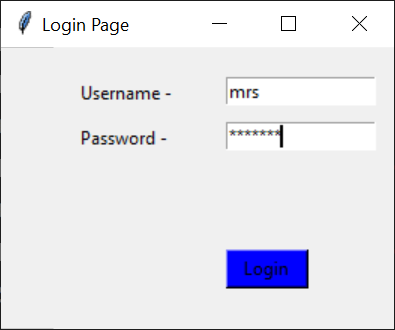 Login Page
Username - mrs
Password - *******
Login